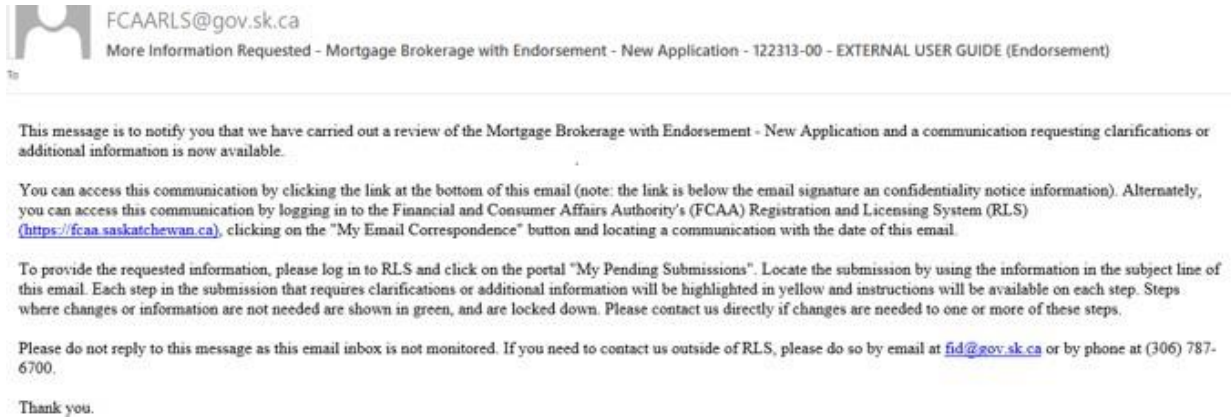 FCAARLS@gov.sk.ca
More Information Requested - Mortgage Brokerage with Endorsement - New Application - 122313-00 - EXTERNAL USER GUIDE (Endorsement)
To
This message is to notify you that we have carried out a review of the Mortgage Brokerage with Endorsement - New Application and a communication requesting clarifications or
additional information is now available.
You can access this communication by clicking the link at the bottom of this email (note: the link is below the email signature an confidentiality notice information). Alternately,
you can access this communication by logging in to the Financial and Consumer Affairs Authority's (FCAA) Registration and Licensing System (RLS)
(https://fcaa.saskatchewan.ca), clicking on the "My Email Correspondence" button and locating a communication with the date of this email.
To provide the requested information, please log in to RLS and click on the portal "My Pending Submissions". Locate the submission by using the information in the subject line of
this email. Each step in the submission that requires clarifications or additional information will be highlighted in yellow and instructions will be available on each step. Steps
where changes or information are not needed are shown in green, and are locked down. Please contact us directly if changes are needed to one or more of these steps.
Please do not reply to this message as this email inbox is not monitored. If you need to contact us outside of RLS, please do so by email at fid@gov.sk.ca or by phone at (306) 787-
6700.
Thank you.